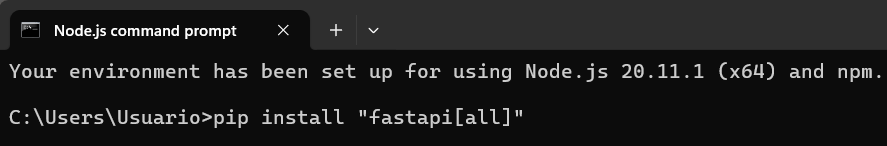 Node.js command prompt
Your environment has been set up for using Node.js 20.11.1 (x64) and npm.
C:\Users\Usuario>pip install "fastapi[all]"